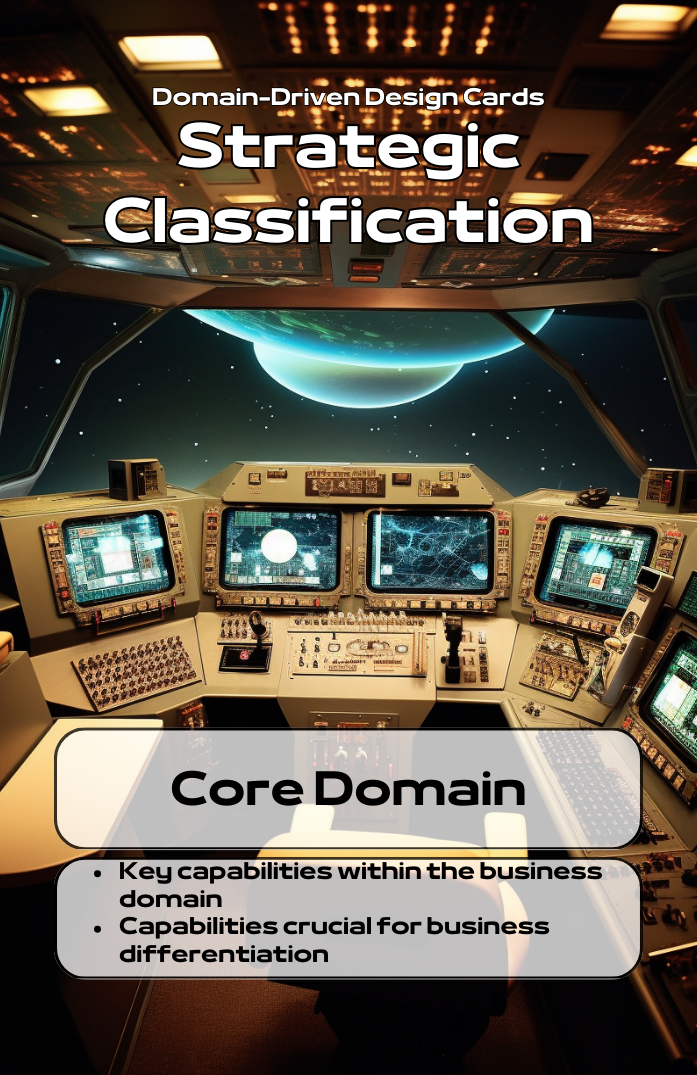 Domain-Driven Design Cards
Strategic
Classification
Core Domain
• Key capabilities within the business
domain
• Capabilities crucial for business
differentiation